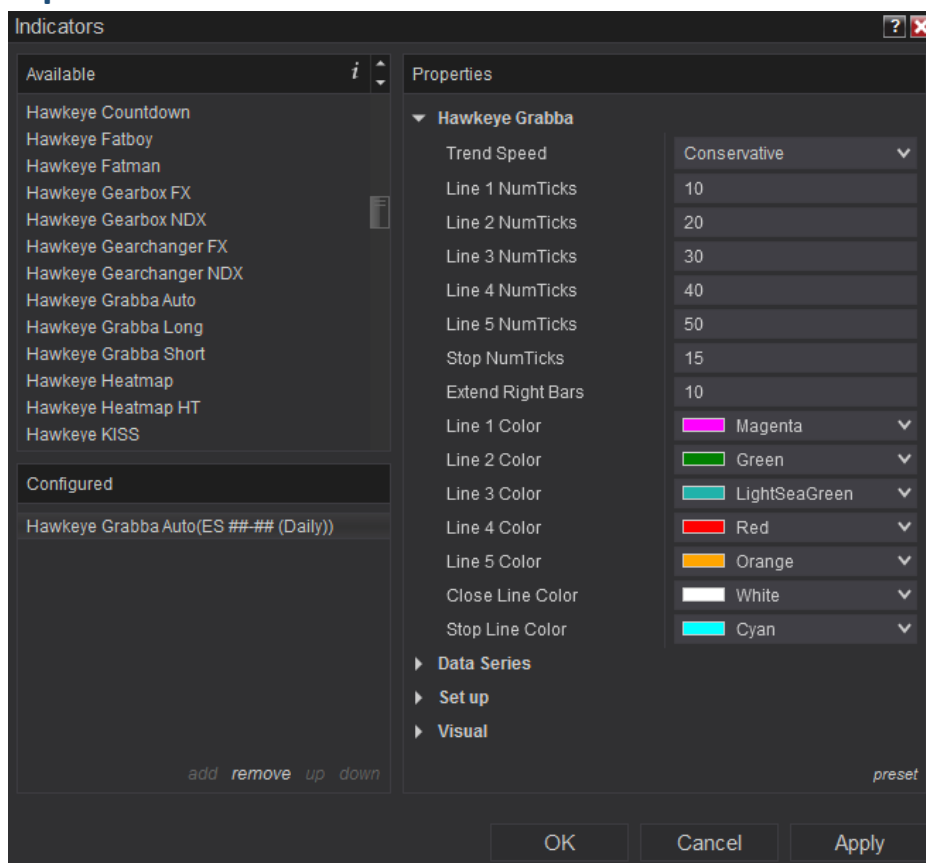 Indicators
?
Available i
Hawkeye Countdown
Hawkeye Fatboy
Hawkeye Fatman
Hawkeye Gearbox FX
Hawkeye Gearbox NDX
Hawkeye Gearchanger FX
Hawkeye Gearchanger NDX
Hawkeye Grabba Auto
Hawkeye Grabba Long
Hawkeye Grabba Short
Hawkeye Heatmap
Hawkeye Heatmap HT
Hawkeye KISS
Configured
Hawkeye Grabba Auto(ES ##-## (Daily))
add remove up down
Properties
Hawkeye Grabba
Trend Speed Conservative
Line 1 NumTicks 10
Line 2 NumTicks 20
Line 3 NumTicks 30
Line 4 NumTicks 40
Line 5 NumTicks 50
Stop NumTicks 15
Extend Right Bars 10
Line 1 Color Magenta
Line 2 Color Green
Line 3 Color LightSeaGreen
Line 4 Color Red
Line 5 Color Orange
Close Line Color White
Stop Line Color Cyan
Data Series
Set up
Visual
preset
OK Cancel Apply